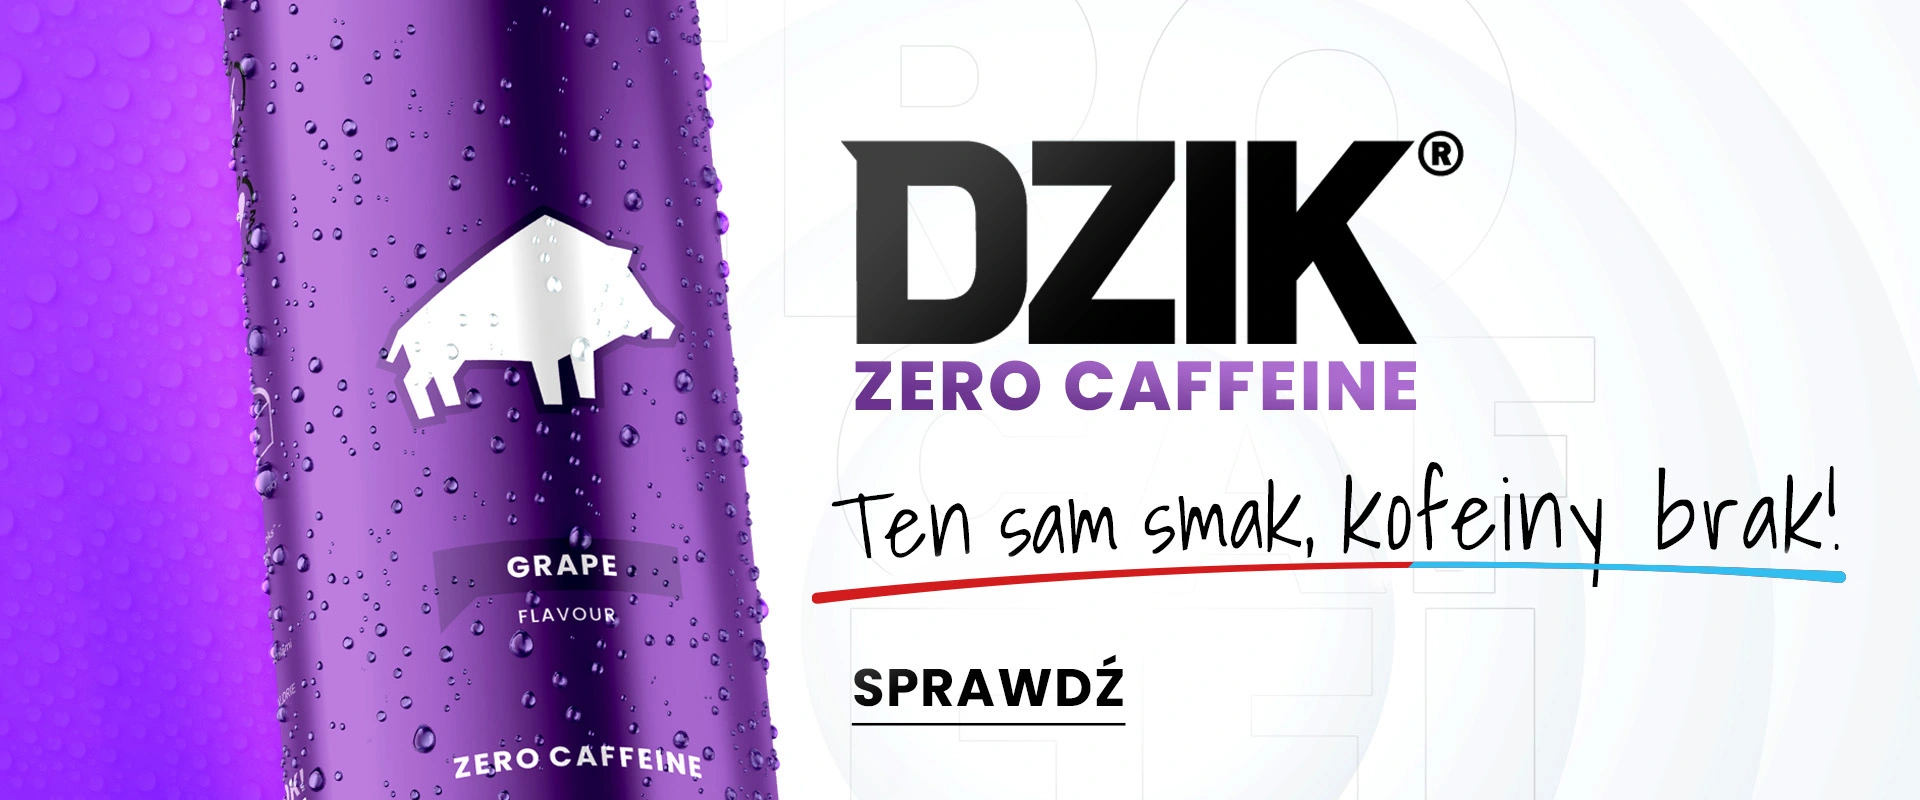 GRAPE
FLAVOUR
ZERO CAFFEINE
DZIK®
ZERO CAFFEINE
Ten sam smak, kofeiny brak!
SPRAWDŹ